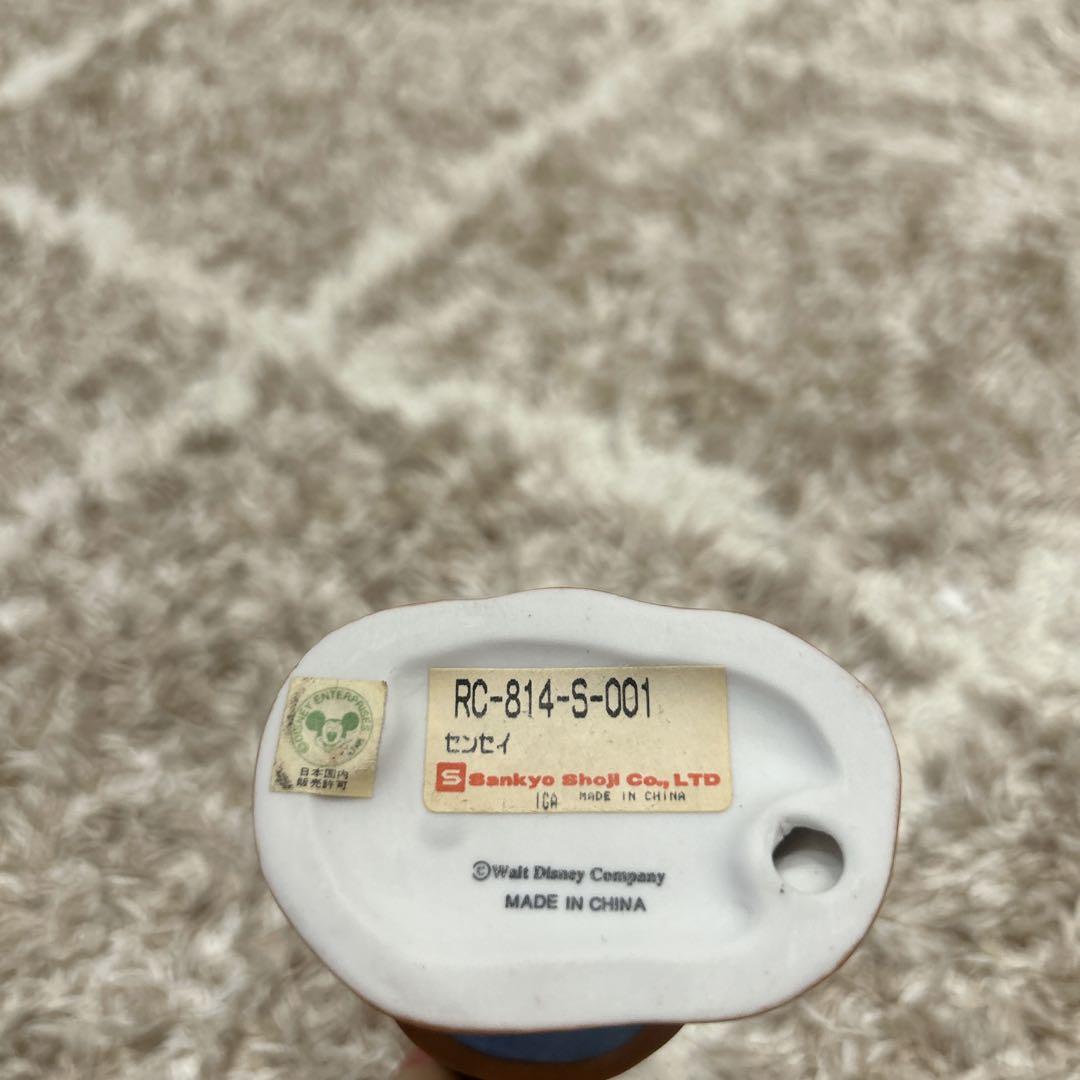 ©DISNEY ENTERPRISES
日本国内
販売許可
RC-814-S-001
センセイ
S Sankyo Shoji Co., LTD
MADE IN CHINA
©Walt Disney Company
MADE IN CHINA